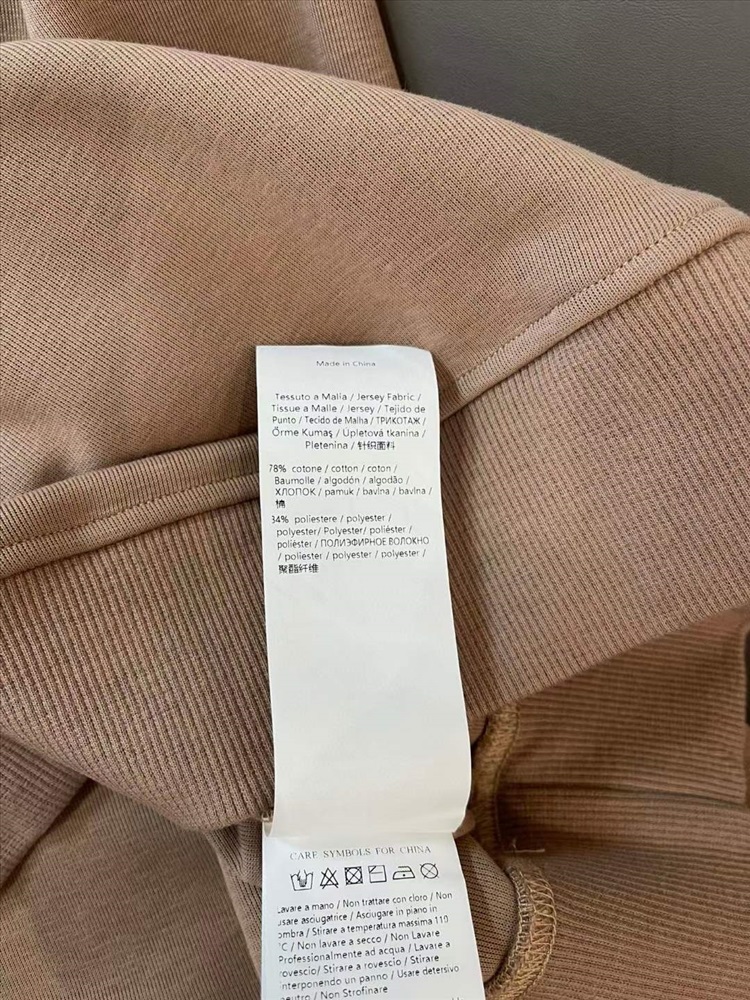 Made in China
Tessuto a Malia / Jersey Fabric /
Tissue a Malle / Jersey / Tejido de
Punto / Tecido de Malha / ТРИКОТАЖ /
Örme Kumaş / Úpletová tkanina /
Pletenina / 针织面料
78% cotone / cotton / coton /
Baumolle / algodón / algodão /
ХЛОПОК / pamuk / bavlna / bavlna /
棉
34% poliestere / polyester /
polyester/ Polyester/ poliéster /
poliéster / ПОЛИЭФИРНОЕ ВОЛОКНО
/ poliester / polyester / polyester /
聚酯纤维
CARE SYMBOLS FOR CHINA
Lavare a mano / Non trattare con cloro / Non
usare asciugatrice / Asciugare in piano in
ombra / Stirare a temperatura massima 110
°C / Non lavare a secco / Non Lavare
Professionalmente ad acqua / Lavare a
rovescio/ Stirare a rovescio / Stirare
interponendo un panno / Usare detersivo
neutro / Non Strofinare